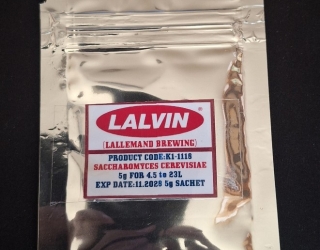 LALVIN®
(LALLEMAND BREWING)
PRODUCT CODE:K1-1116
SACCHAROMYCES CEREVISIAE
5g FOR 4.5 to 23L
EXP DATE:11.2028 5g SACHET